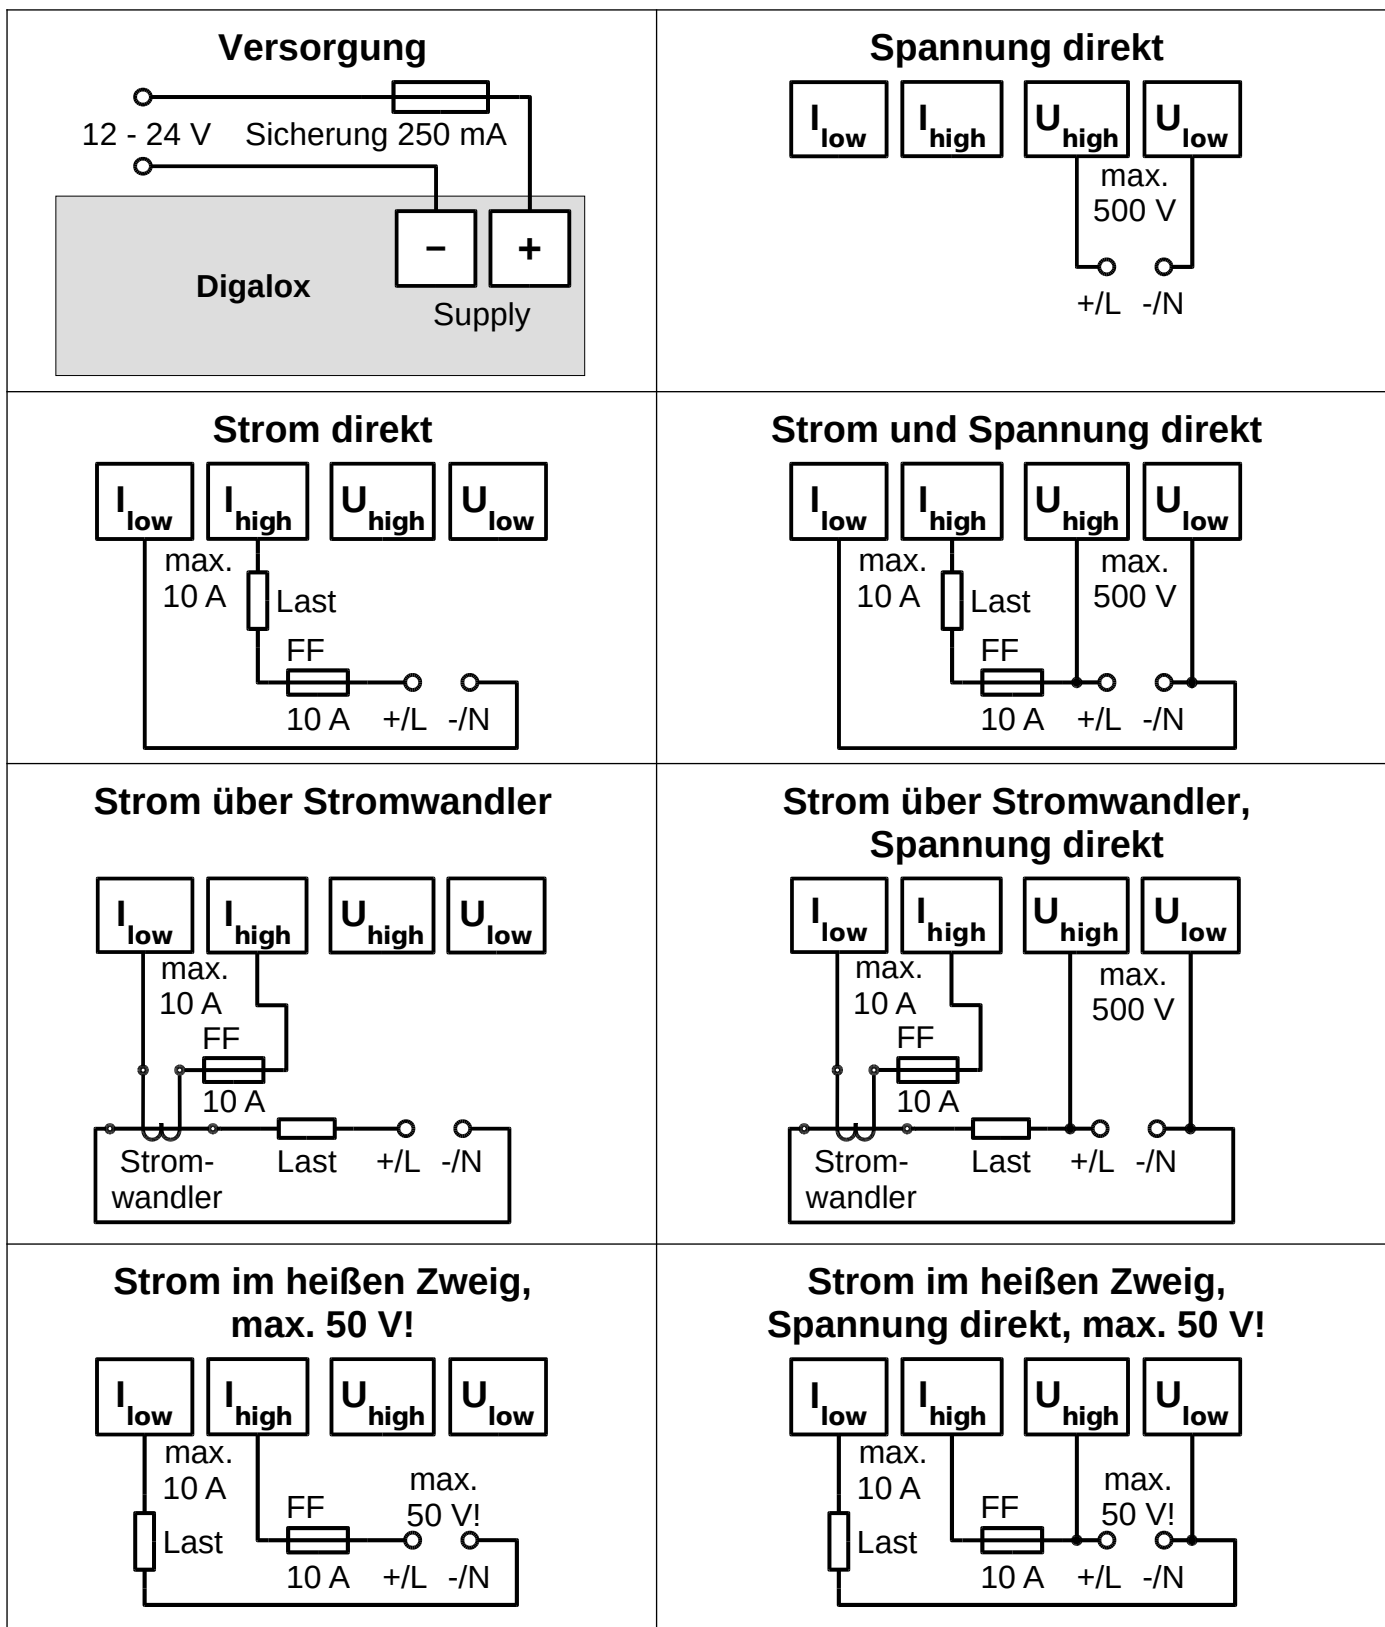 Versorgung
12 - 24 V Sicherung 250 mA
− +
Digalox
Supply
Spannung direkt
I low I high U high U low
max.
500 V
+/L -/N
Strom direkt
I low I high U high U low
max.
10 A
Last
FF
10 A +/L -/N
Strom und Spannung direkt
I low I high U high U low
max. max.
10 A 500 V
Last
FF
10 A +/L -/N
Strom über Stromwandler
I low I high U high U low
max.
10 A
FF
10 A
Strom- Last +/L -/N
wandler
Strom über Stromwandler,
Spannung direkt
I low I high U high U low
max. max.
10 A 500 V
FF
10 A
Strom- Last +/L -/N
wandler
Strom im heißen Zweig,
max. 50 V!
I low I high U high U low
max.
10 A max.
FF 50 V!
Last
10 A +/L -/N
Strom im heißen Zweig,
Spannung direkt, max. 50 V!
I low I high U high U low
max.
10 A max.
FF 50 V!
Last
10 A +/L -/N